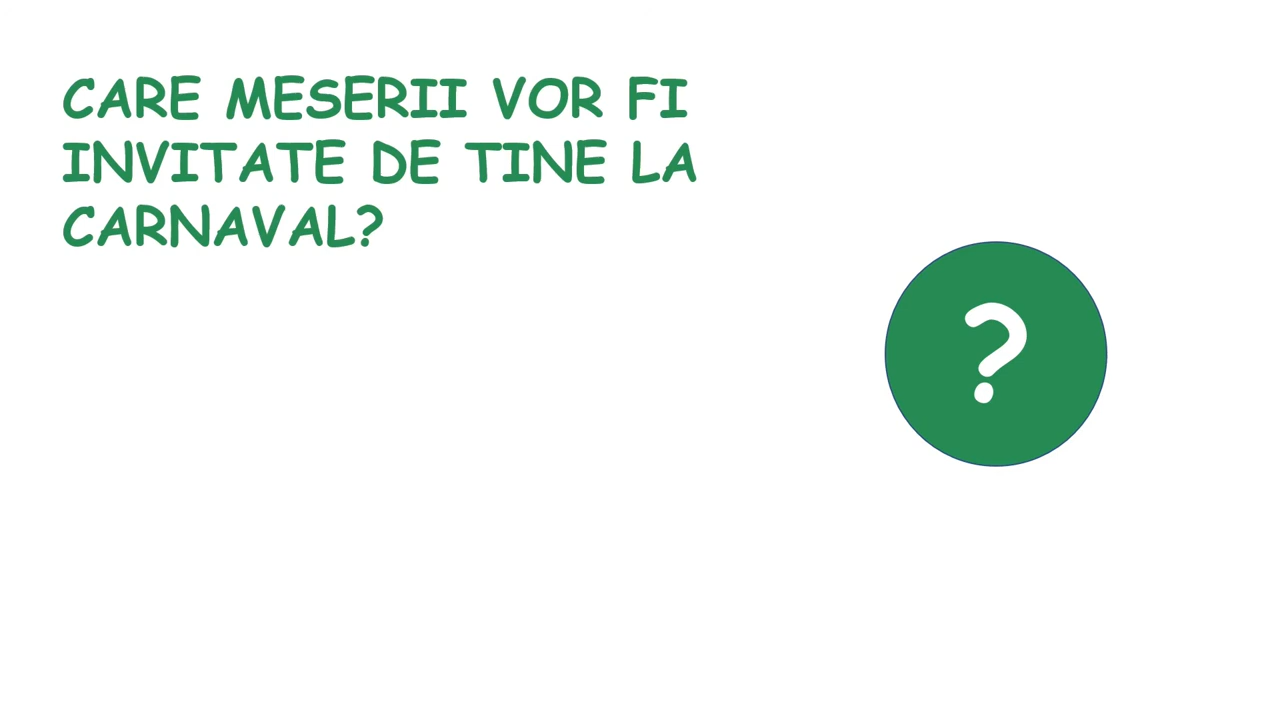 CARE MESERII VOR FI
INVITATE DE TINE LA
CARNAVAL?
?